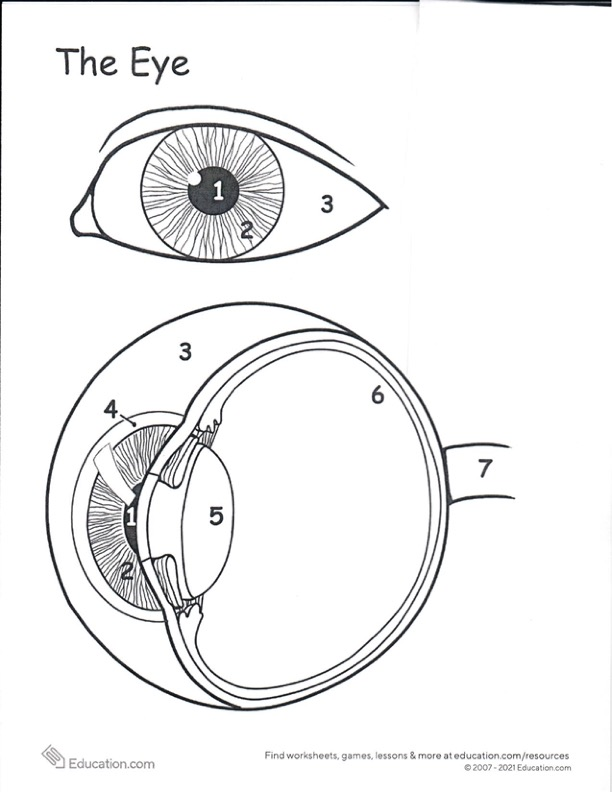 The Eye
1
2
3
3
4
6
7
1
5
2
Education.com
Find worksheets, games, lessons & more at education.com/resources
© 2007 - 2021 Education.com